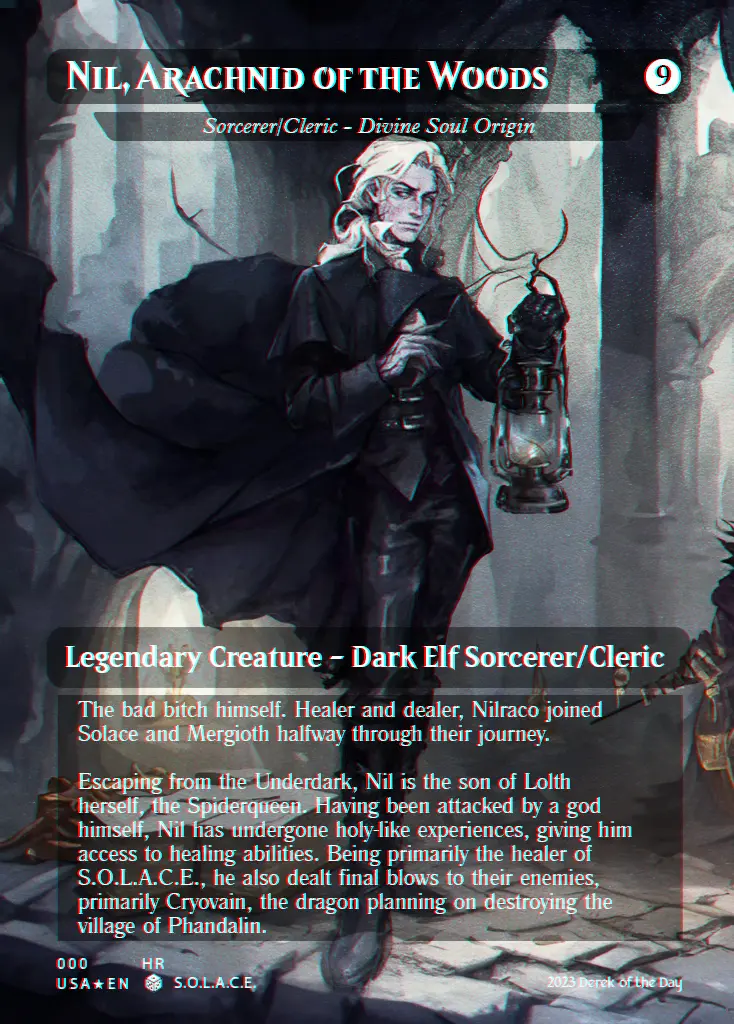 Nil, Arachnid of the Woods
9
Sorcerer/Cleric – Divine Soul Origin
Legendary Creature – Dark Elf Sorcerer/Cleric
The bad bitch himself. Healer and dealer, Nilraco joined
Solace and Mergioth halfway through their journey.
Escaping from the Underdark, Nil is the son of Lolth
herself, the Spiderqueen. Having been attacked by a god
himself, Nil has undergone holy-like experiences, giving him
access to healing abilities. Being primarily the healer of
S.O.L.A.C.E., he also dealt final blows to their enemies,
primarily Cryovain, the dragon planning on destroying the
village of Phandalin.
000 HR
USA★EN S.O.L.A.C.E.
2023 Derek of the Day